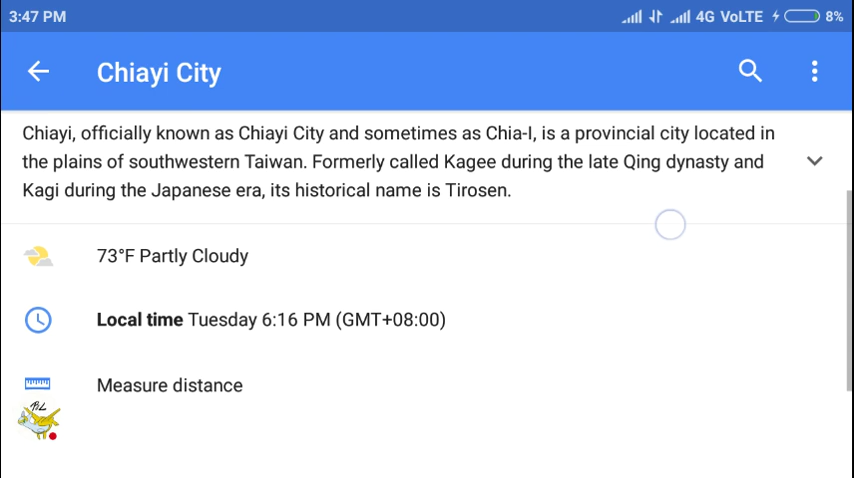 3:47 PM
4G VoLTE 8%
Chiayi City
Chiayi, officially known as Chiayi City and sometimes as Chia-I, is a provincial city located in
the plains of southwestern Taiwan. Formerly called Kagee during the late Qing dynasty and
Kagi during the Japanese era, its historical name is Tirosen.
73°F Partly Cloudy
Local time Tuesday 6:16 PM (GMT+08:00)
Measure distance